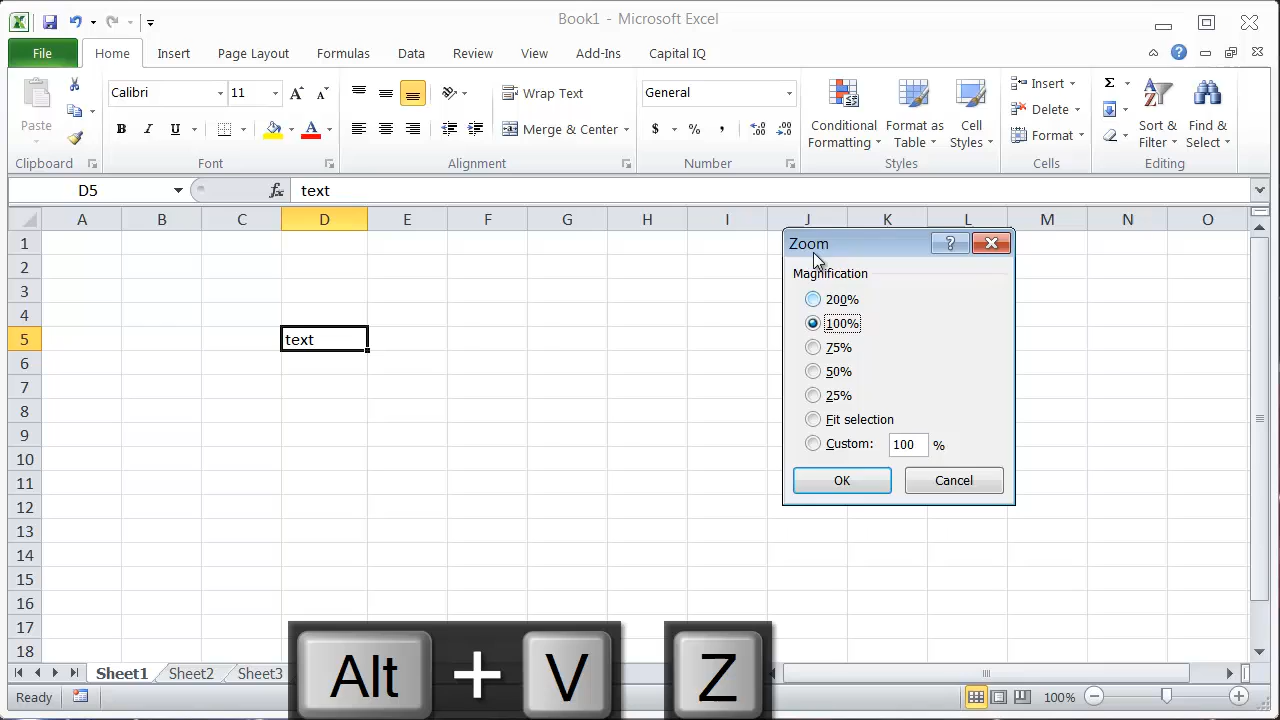 Book1 - Microsoft Excel
File Home Insert Page Layout Formulas Data Review View Add-Ins Capital IQ
Calibri 11 Wrap Text General Insert
Delete
Paste Merge & Center $ % , Conditional Formatting Format as Table Cell Styles Format Sort & Filter Find & Select
Clipboard Font Alignment Number Styles Cells Editing
D5 fx text
A B C D E F G H I J K L M N O
1
2
3
4
5 text
6
7
8
9
10
11
12
13
14
15
16
17
18
Zoom ?
Magnification
200%
100%
75%
50%
25%
Fit selection
Custom: 100 %
OK Cancel
Alt + V Z
Sheet1 Sheet2 Sheet3
Ready 100%